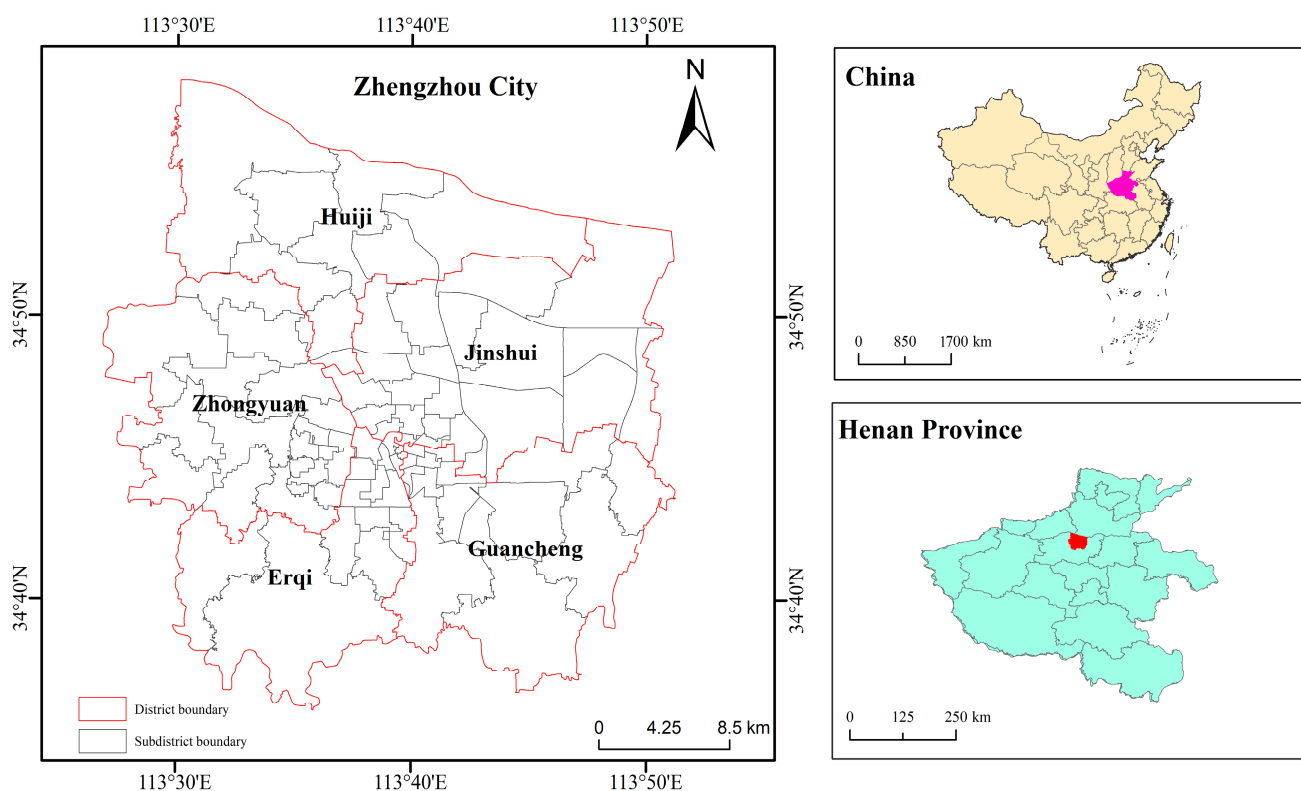 113°30'E 113°40'E 113°50'E
Zhengzhou City
N
Huiji
34°50'N
34°50'N
Jinshui
Zhongyuan
Guancheng
Erqi
34°40'N
34°40'N
District boundary
Subdistrict boundary
0 4.25 8.5 km
113°30'E 113°40'E 113°50'E
China
0 850 1700 km
Henan Province
0 125 250 km